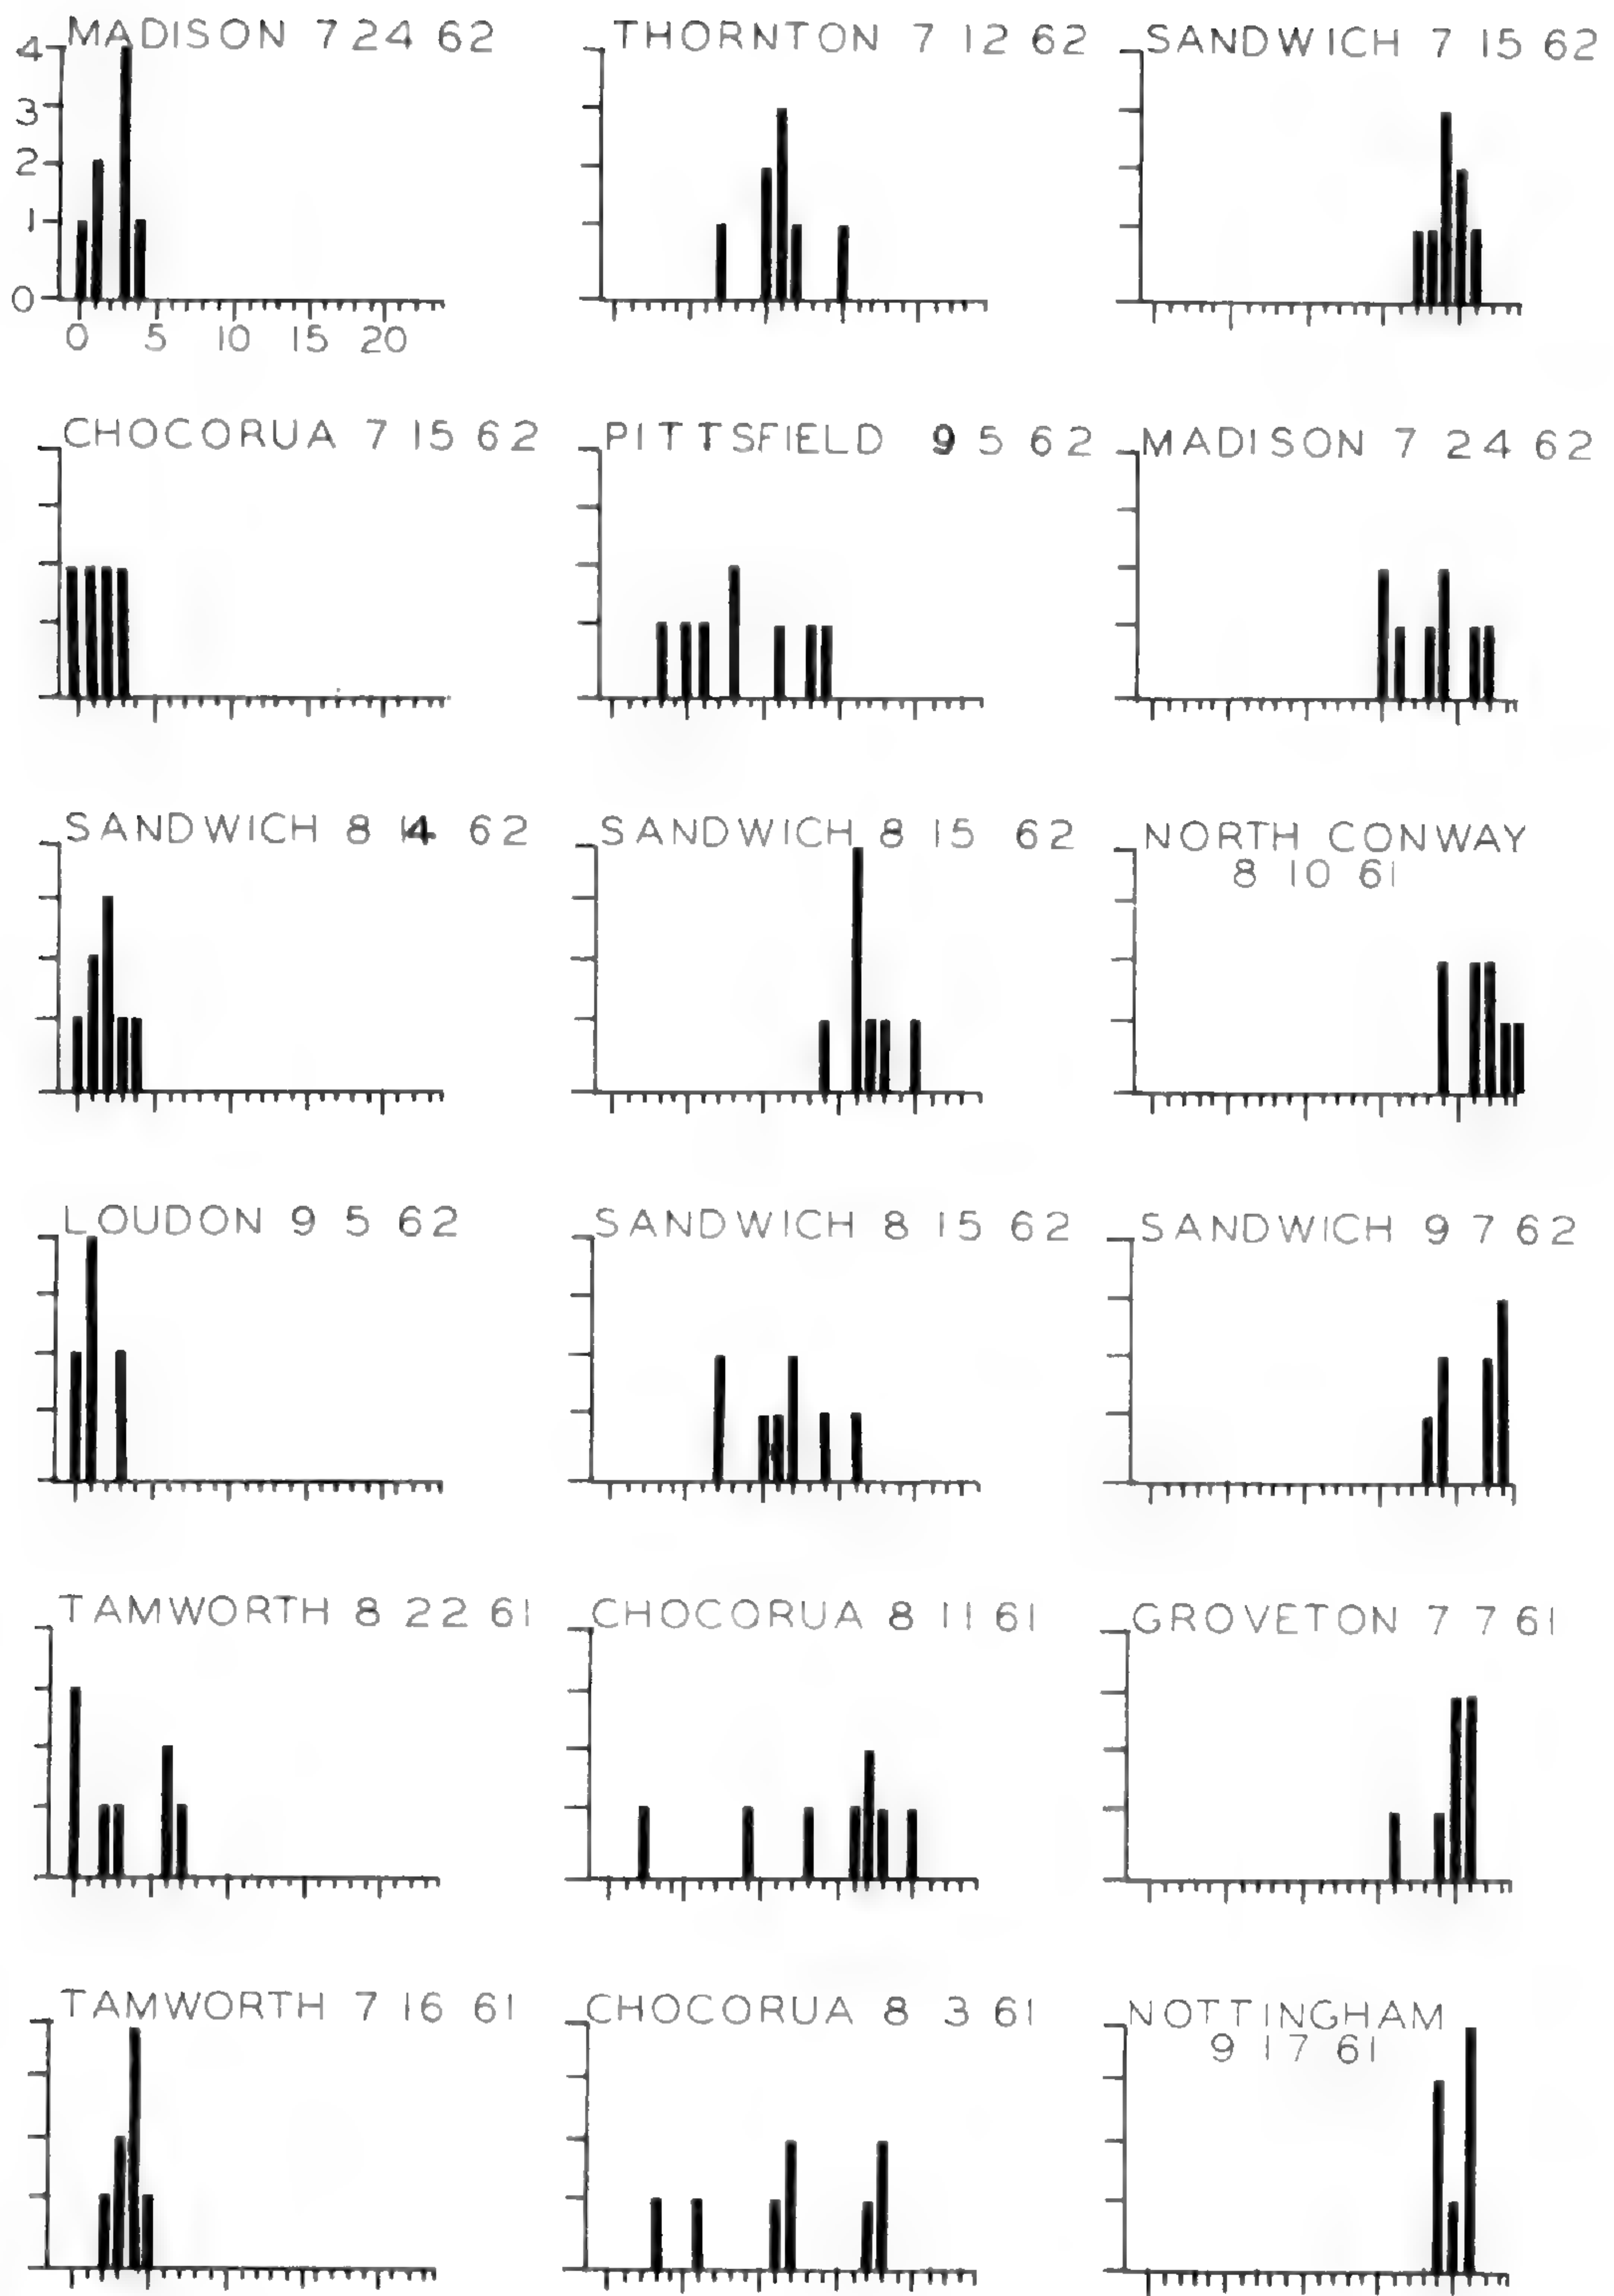 MADISON 7 24 62
4
3
2
1
0
0 5 10 15 20
THORNTON 7 12 62
SANDWICH 7 15 62
CHOCORUA 7 15 62
PITTSFIELD 9 5 62
MADISON 7 24 62
SANDWICH 8 14 62
SANDWICH 8 15 62
NORTH CONWAY
8 10 61
LOUDON 9 5 62
SANDWICH 8 15 62
SANDWICH 9 7 62
TAMWORTH 8 22 61
CHOCORUA 8 11 61
GROVETON 7 7 61
TAMWORTH 7 16 61
CHOCORUA 8 3 61
NOTTINGHAM
9 17 61